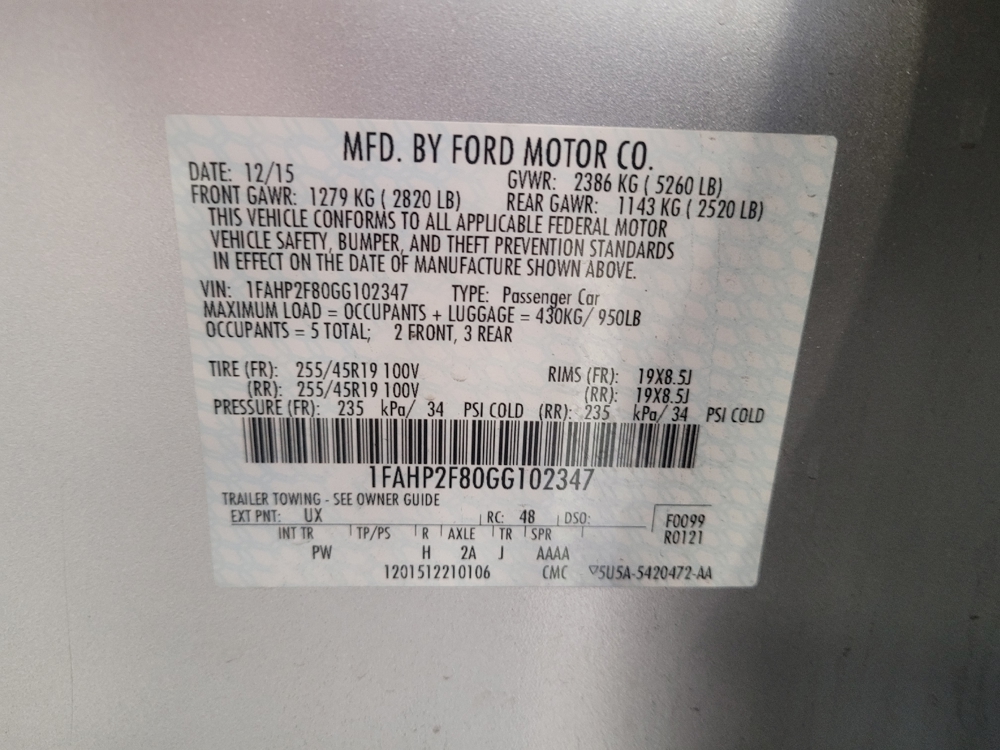 MFD. BY FORD MOTOR CO.
DATE: 12/15 GVWR: 2386 KG ( 5260 LB)
FRONT GAWR: 1279 KG ( 2820 LB) REAR GAWR: 1143 KG ( 2520 LB)
THIS VEHICLE CONFORMS TO ALL APPLICABLE FEDERAL MOTOR
VEHICLE SAFETY, BUMPER, AND THEFT PREVENTION STANDARDS
IN EFFECT ON THE DATE OF MANUFACTURE SHOWN ABOVE.
VIN: 1FAHP2F80GG102347 TYPE: Passenger Car
MAXIMUM LOAD = OCCUPANTS + LUGGAGE = 430KG/ 950LB
OCCUPANTS = 5 TOTAL; 2 FRONT, 3 REAR
TIRE (FR): 255/45R19 100V RIMS (FR): 19X8.5J
(RR): 255/45R19 100V (RR): 19X8.5J
PRESSURE (FR): 235 kPa/ 34 PSI COLD (RR): 235 kPa/ 34 PSI COLD
1FAHP2F80GG102347
TRAILER TOWING - SEE OWNER GUIDE
EXT PNT: UX RC: 48 DSO: F0099
INT TR TP/PS R AXLE TR SPR R0121
PW H 2A J AAAA
1201512210106 CMC ▽5U5A-5420472-AA